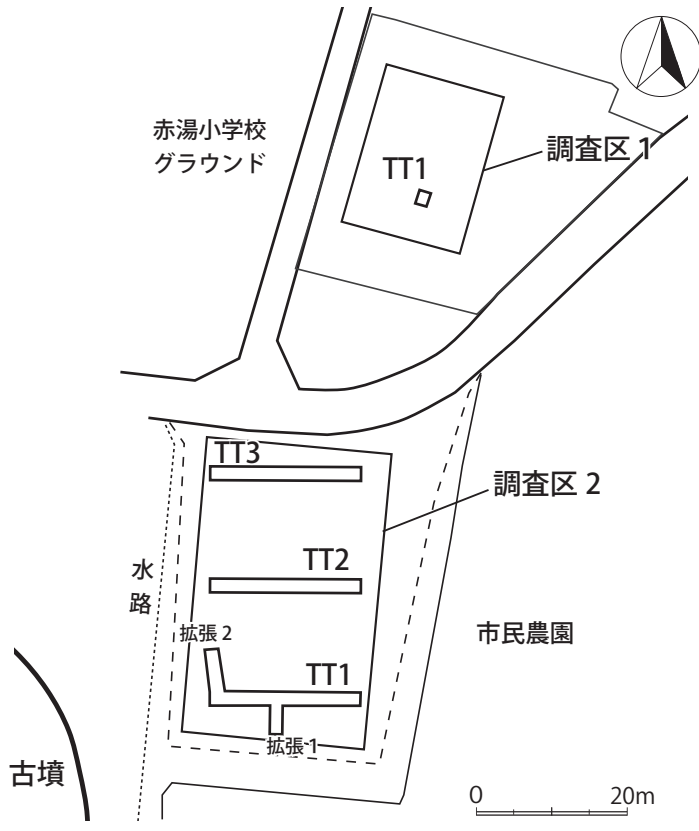 赤湯小学校
グラウンド
調査区 1
TT1
TT3
調査区 2
TT2
水
路
拡張 2
市民農園
TT1
拡張 1
古墳
0
20m